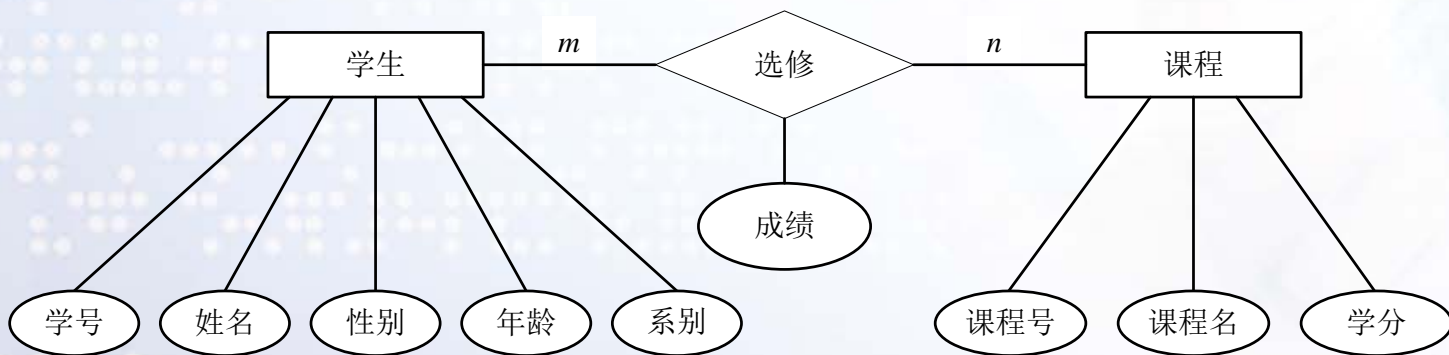 学生 m 选修 n 课程
成绩
学号 姓名 性别 年龄 系别 课程号 课程名 学分